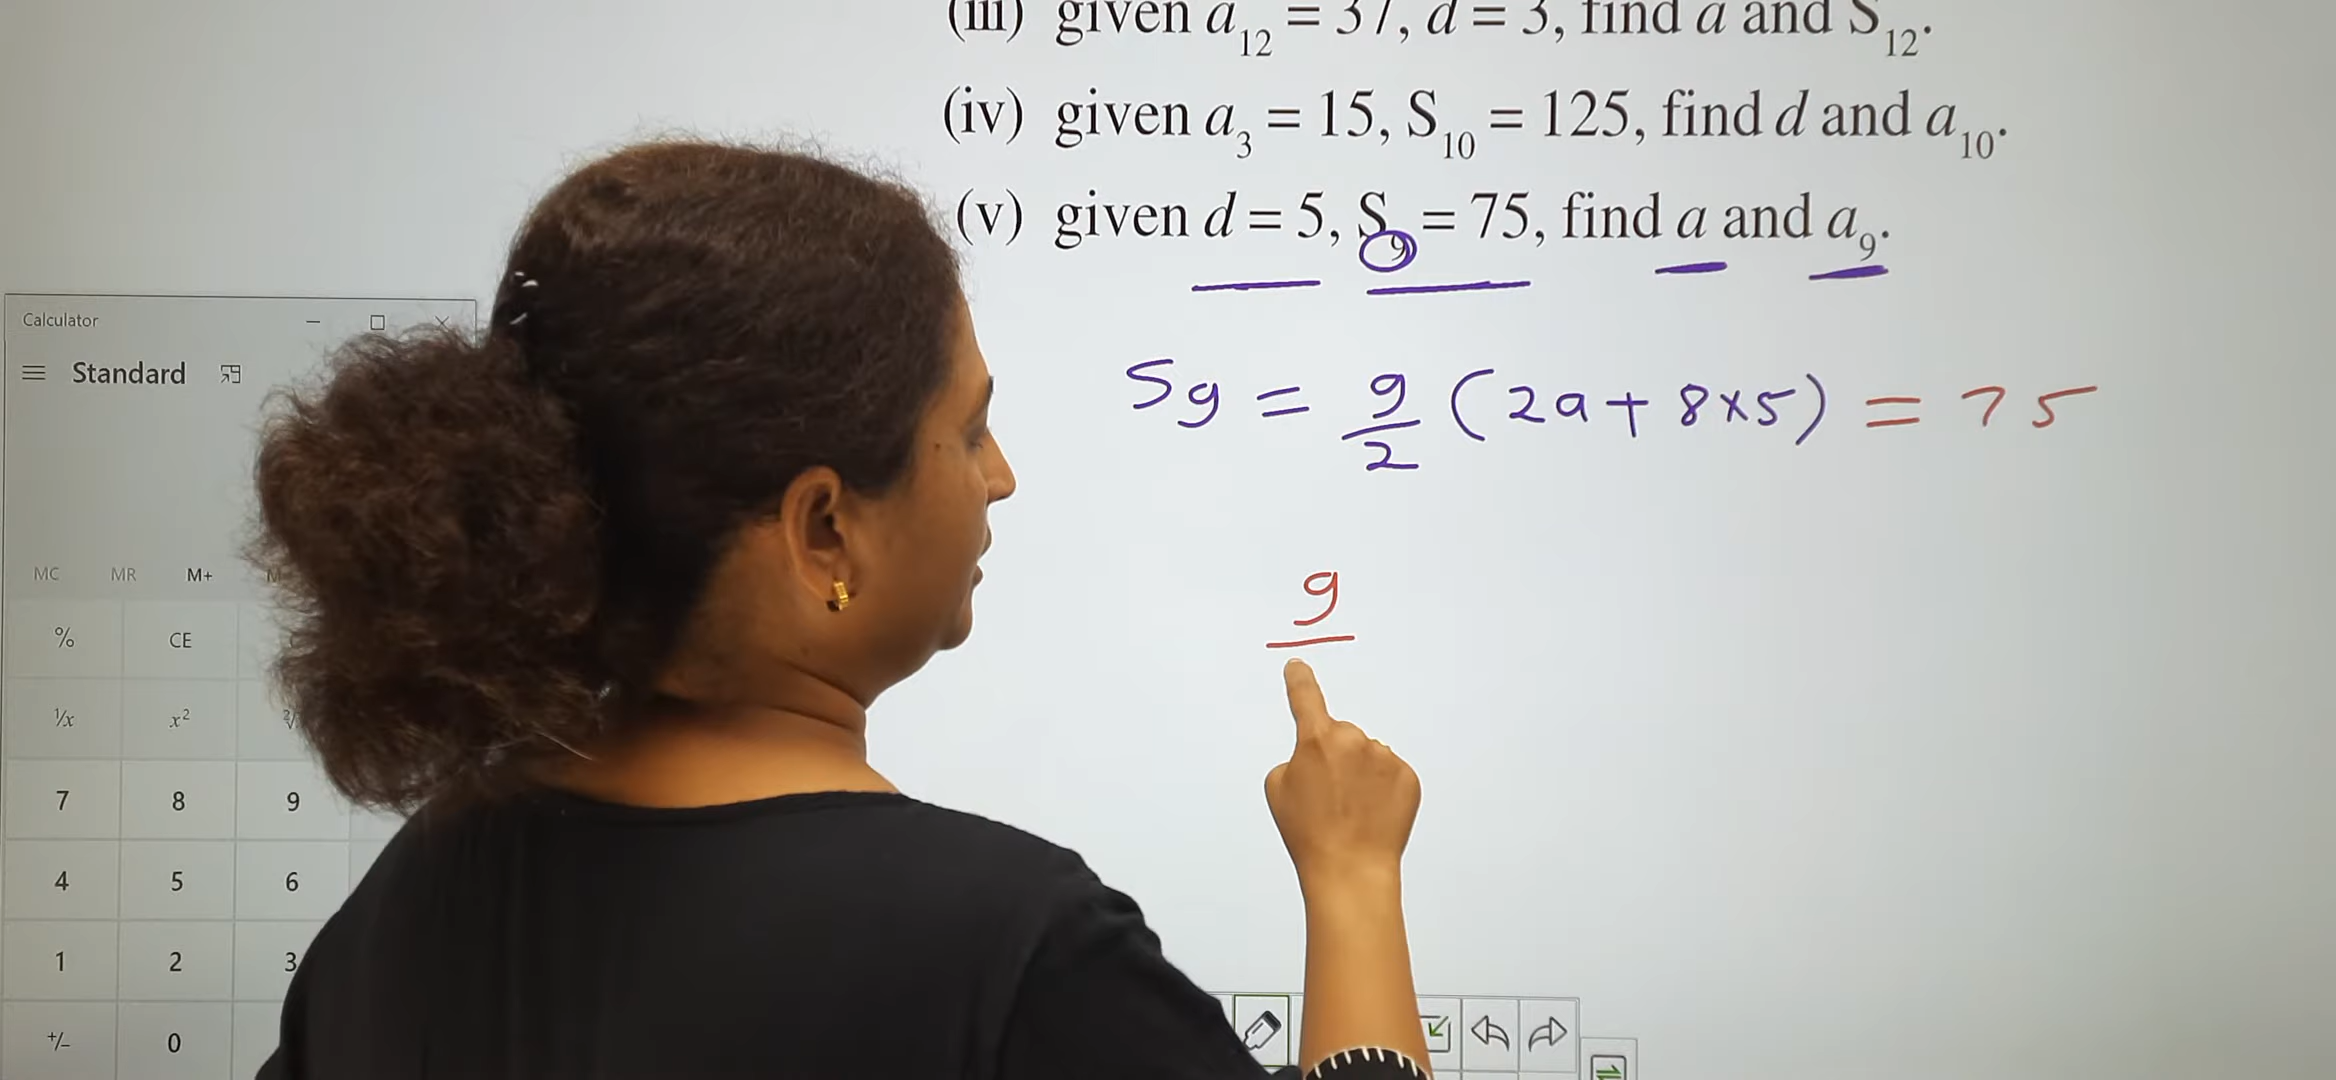 (iii) given a₁₂ = 37, d = 3, find a and S₁₂.
(iv) given a₃ = 15, S₁₀ = 125, find d and a₁₀.
(v) given d = 5, S₉ = 75, find a and a₉.
S9 = 9/2 (2a + 8×5) = 75
9
Calculator
Standard
MC MR M+
% CE
¹/x x²
7 8 9
4 5 6
1 2 3
+/− 0